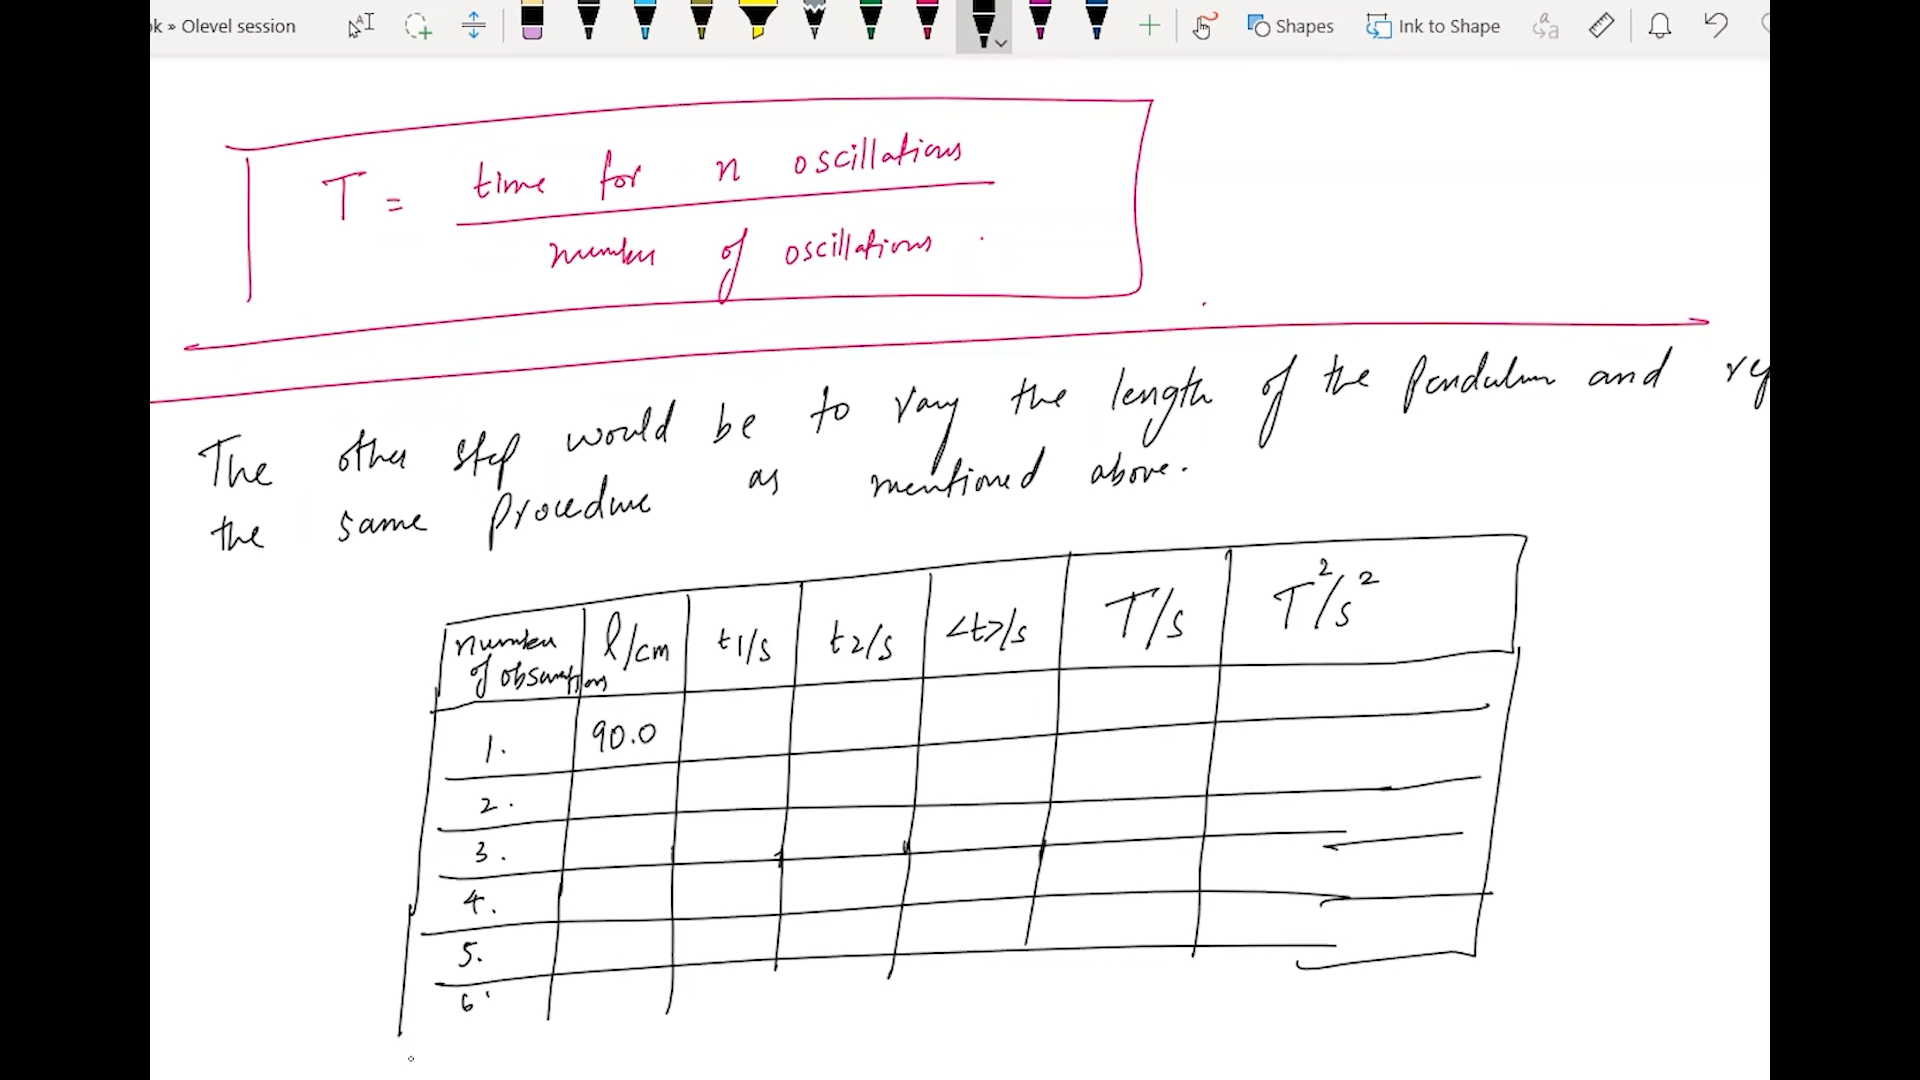 ok » Olevel session
Shapes
Ink to Shape
T = time for n oscillations
number of oscillations.
The other step would be to vary the length of the pendulum and
the same procedure as mentioned above.
number of observations l/cm t1/s t2/s <t>/s T/s T²/s²
1. 90.0
2.
3.
4.
5.
6.